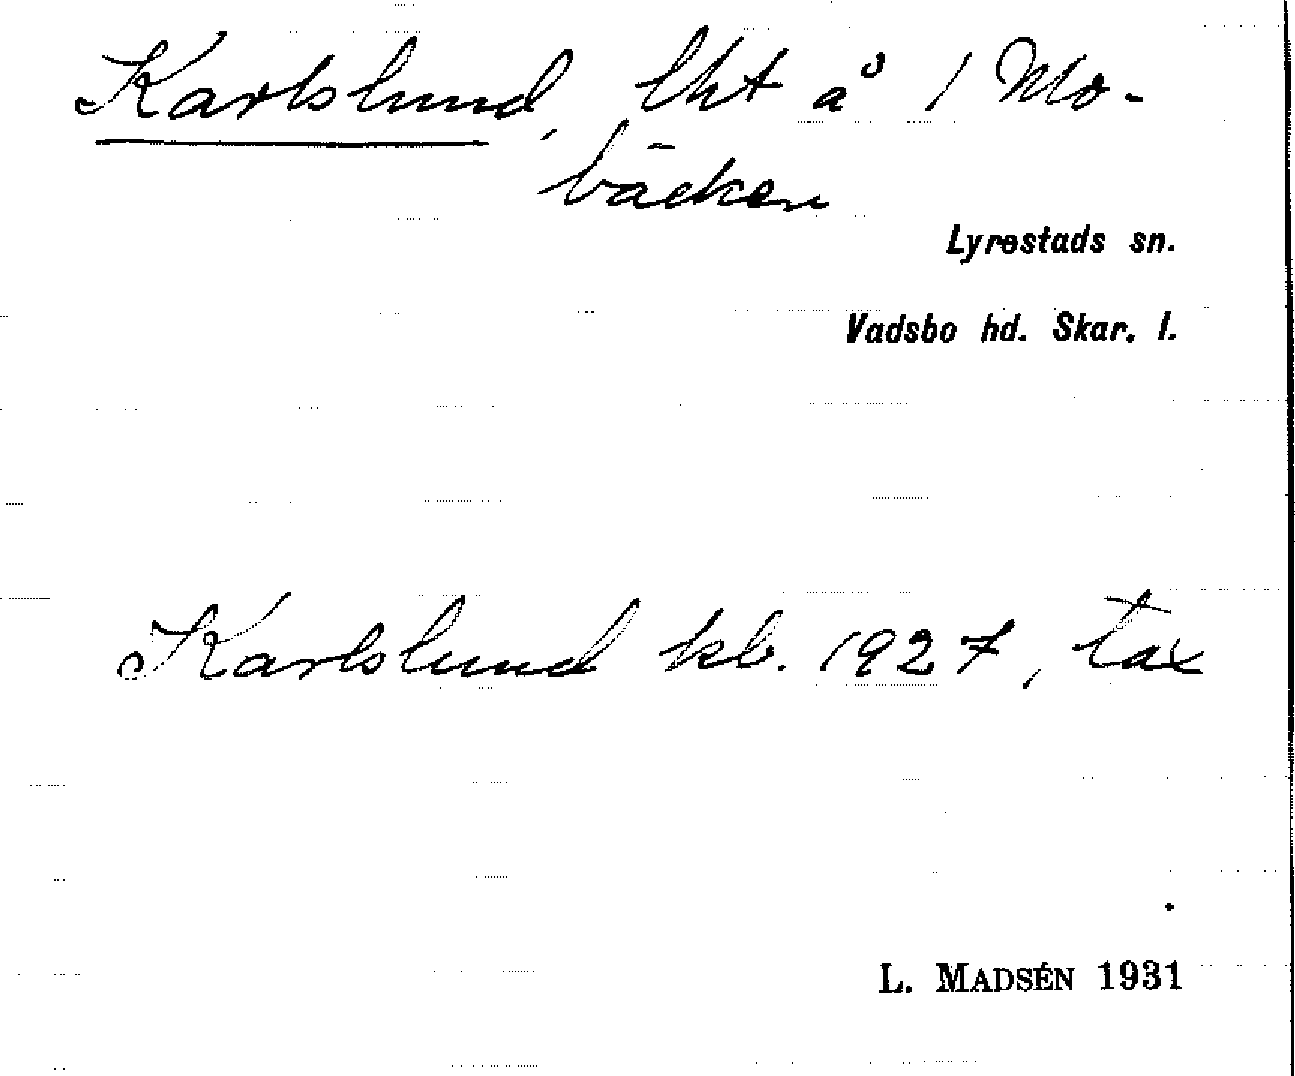 Karlslund, lht å 1 Mo-
bäcken
Lyrestads sn.
Vadsbo hd. Skar. l.
Karlslund kb. 1927, tax
L. MADSÉN 1931